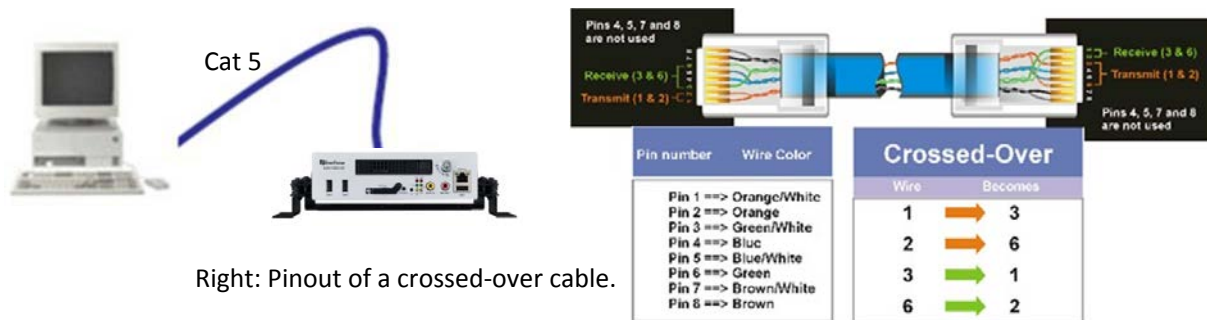 Cat 5
Right: Pinout of a crossed-over cable.
Pins 4, 5, 7 and 8
are not used
Receive (3 & 6)
Transmit (1 & 2)
Receive (3 & 6)
Transmit (1 & 2)
Pins 4, 5, 7 and 8
are not used
Pin number Wire Color
Pin 1 ==> Orange/White
Pin 2 ==> Orange
Pin 3 ==> Green/White
Pin 4 ==> Blue
Pin 5 ==> Blue/White
Pin 6 ==> Green
Pin 7 ==> Brown/White
Pin 8 ==> Brown
Crossed-Over
Wire Becomes
1 3
2 6
3 1
6 2